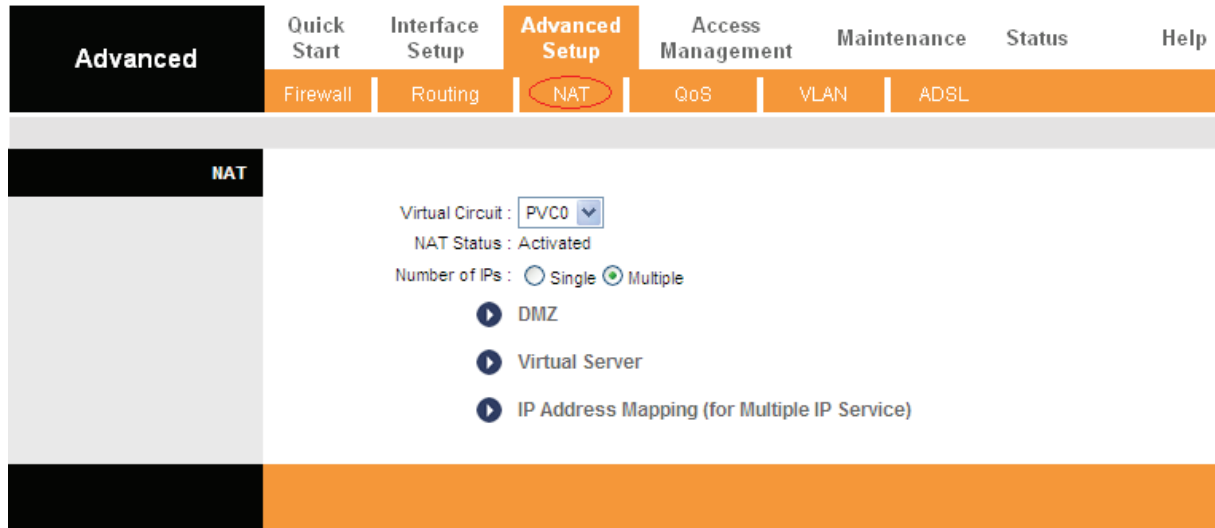 Advanced
Quick Start
Interface Setup
Advanced Setup
Access Management
Maintenance
Status
Help
Firewall
Routing
NAT
QoS
VLAN
ADSL
NAT
Virtual Circuit : PVC0
NAT Status : Activated
Number of IPs : Single Multiple
DMZ
Virtual Server
IP Address Mapping (for Multiple IP Service)